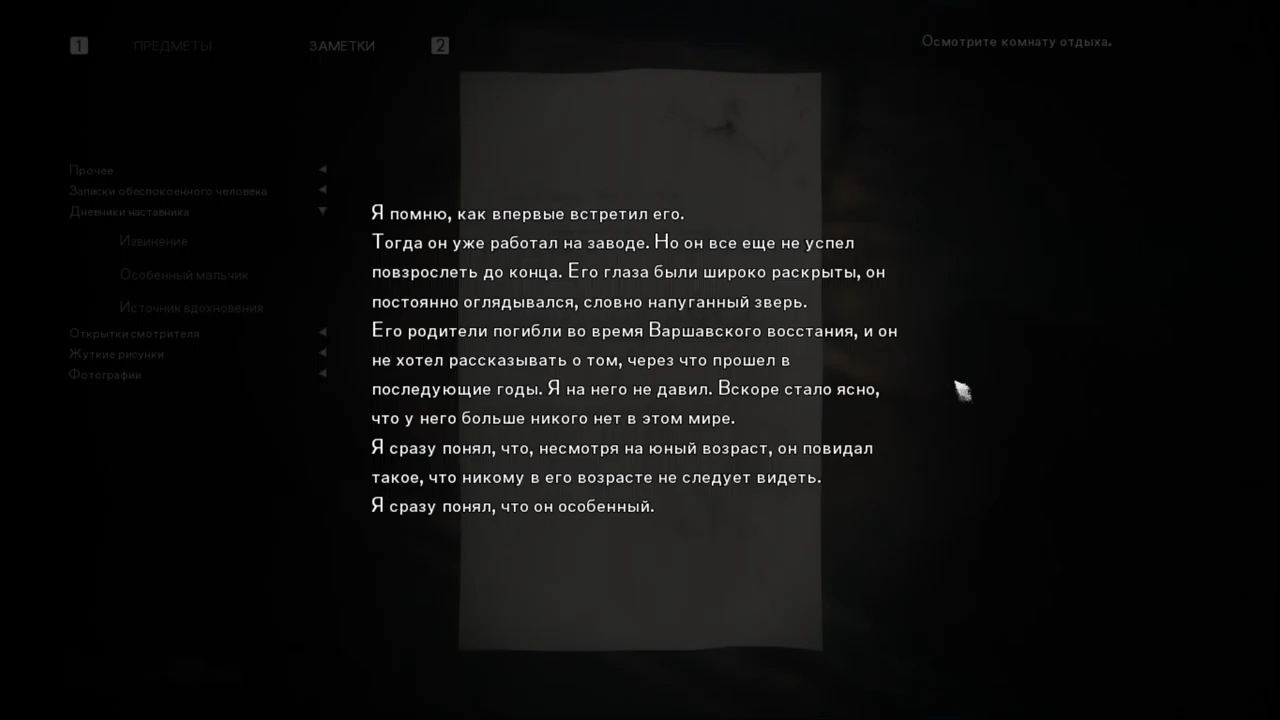 1 ПРЕДМЕТЫ ЗАМЕТКИ 2
Осмотрите комнату отдыха.
Прочее
Записки обеспокоенного человека
Дневники наставника
Извинение
Особенный мальчик
Источник вдохновения
Открытки смотрителя
Жуткие рисунки
Фотографии
Я помню, как впервые встретил его.
Тогда он уже работал на заводе. Но он все еще не успел
повзрослеть до конца. Его глаза были широко раскрыты, он
постоянно оглядывался, словно напуганный зверь.
Его родители погибли во время Варшавского восстания, и он
не хотел рассказывать о том, через что прошел в
последующие годы. Я на него не давил. Вскоре стало ясно,
что у него больше никого нет в этом мире.
Я сразу понял, что, несмотря на юный возраст, он повидал
такое, что никому в его возрасте не следует видеть.
Я сразу понял, что он особенный.